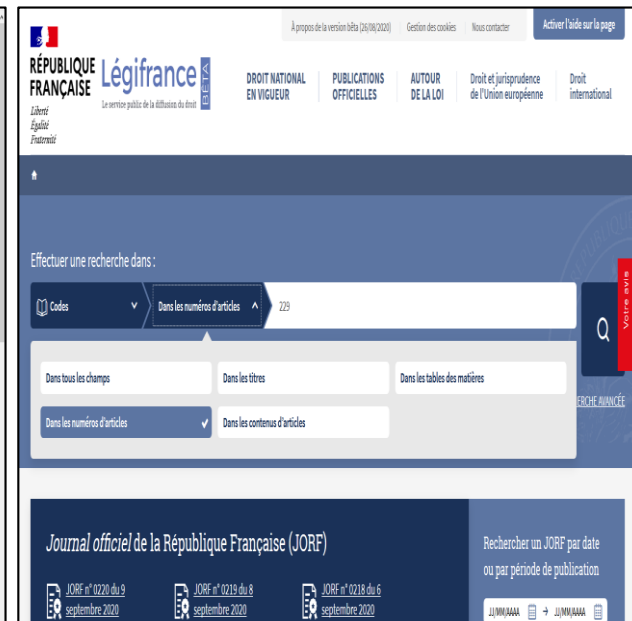 À propos de la version bêta (26/08/2020)
Gestion des cookies
Nous contacter
Activer l'aide sur la page
RÉPUBLIQUE
FRANÇAISE
Liberté
Égalité
Fraternité
Légifrance
BÊTA
Le service public de la diffusion du droit
DROIT NATIONAL
EN VIGUEUR
PUBLICATIONS
OFFICIELLES
AUTOUR
DE LA LOI
Droit et jurisprudence
de l'Union européenne
Droit
international
Effectuer une recherche dans :
Codes
Dans les numéros d'articles
229
Votre avis
Dans tous les champs
Dans les titres
Dans les tables des matières
Dans les numéros d'articles
Dans les contenus d'articles
ERCHE AVANCÉE
Journal officiel de la République Française (JORF)
JORF n° 0220 du 9
septembre 2020
JORF n° 0219 du 8
septembre 2020
JORF n° 0218 du 6
septembre 2020
Rechercher un JORF par date
ou par période de publication
JJ/MM/AAAA → JJ/MM/AAAA